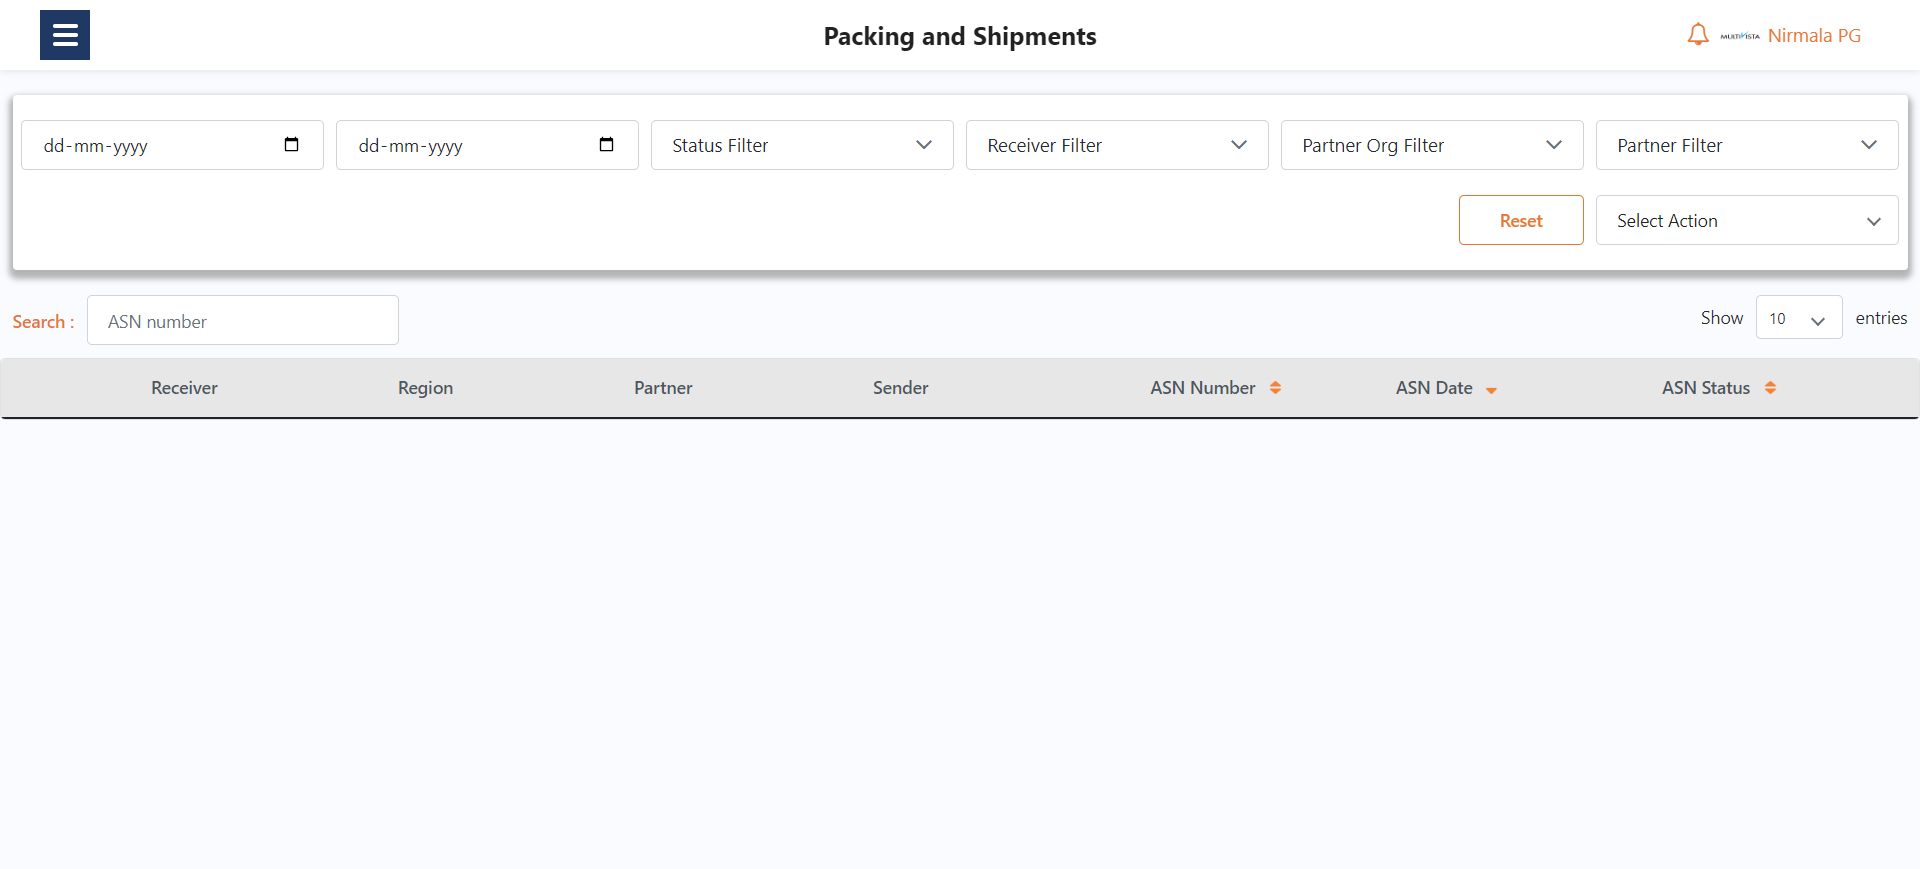 Packing and Shipments
MULTIVISTA Nirmala PG
dd-mm-yyyy dd-mm-yyyy Status Filter Receiver Filter Partner Org Filter Partner Filter
Reset Select Action
Search : ASN number Show 10 entries
Receiver Region Partner Sender ASN Number ASN Date ASN Status